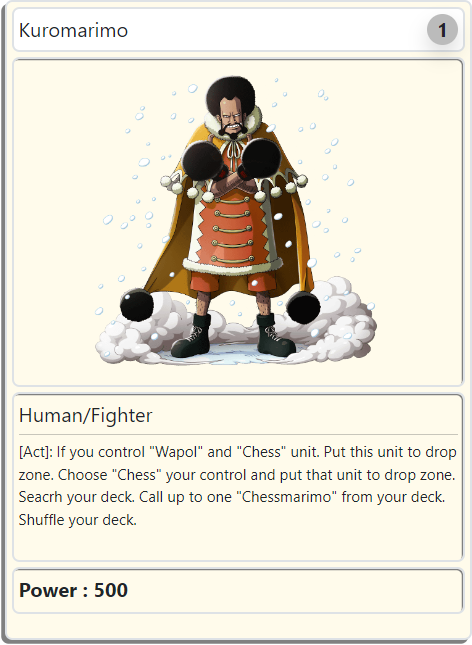 Kuromarimo
1
Human/Fighter
[Act]: If you control "Wapol" and "Chess" unit. Put this unit to drop
zone. Choose "Chess" your control and put that unit to drop zone.
Seacrh your deck. Call up to one "Chessmarimo" from your deck.
Shuffle your deck.
Power : 500